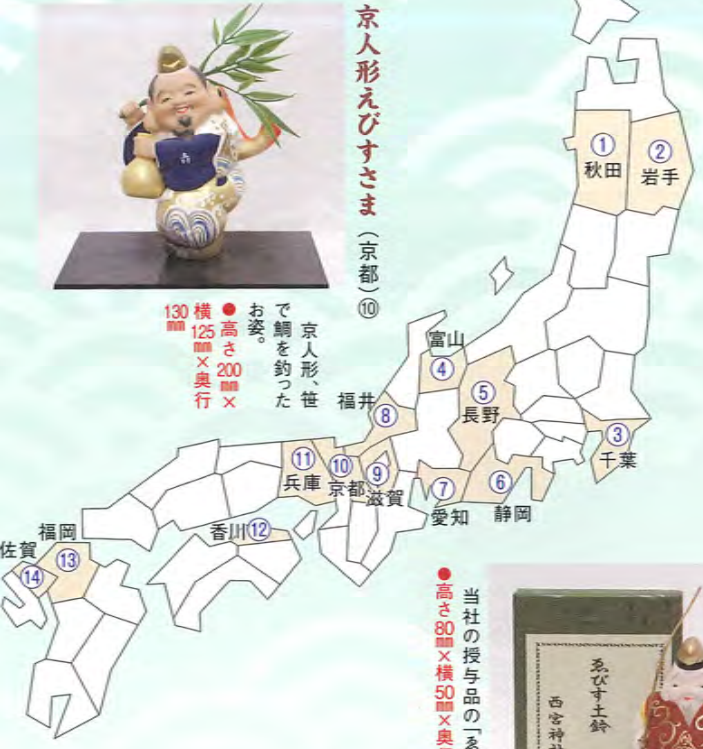 京人形えびすさま（京都）⑩
京人形、笹
で鯛を釣った
お姿。
●高さ200㎜×
横125㎜×奥行
130㎜
①
秋田
②
岩手
富山
④
⑤
長野
福井
⑧
③
千葉
⑪
兵庫
⑩
京都
⑨
滋賀
⑦
愛知
⑥
静岡
香川⑫
福岡
⑬
佐賀
⑭
当社の授与品の「ゑ
●高さ80㎜×横50㎜×奥
ゑびす土鈴
西宮神